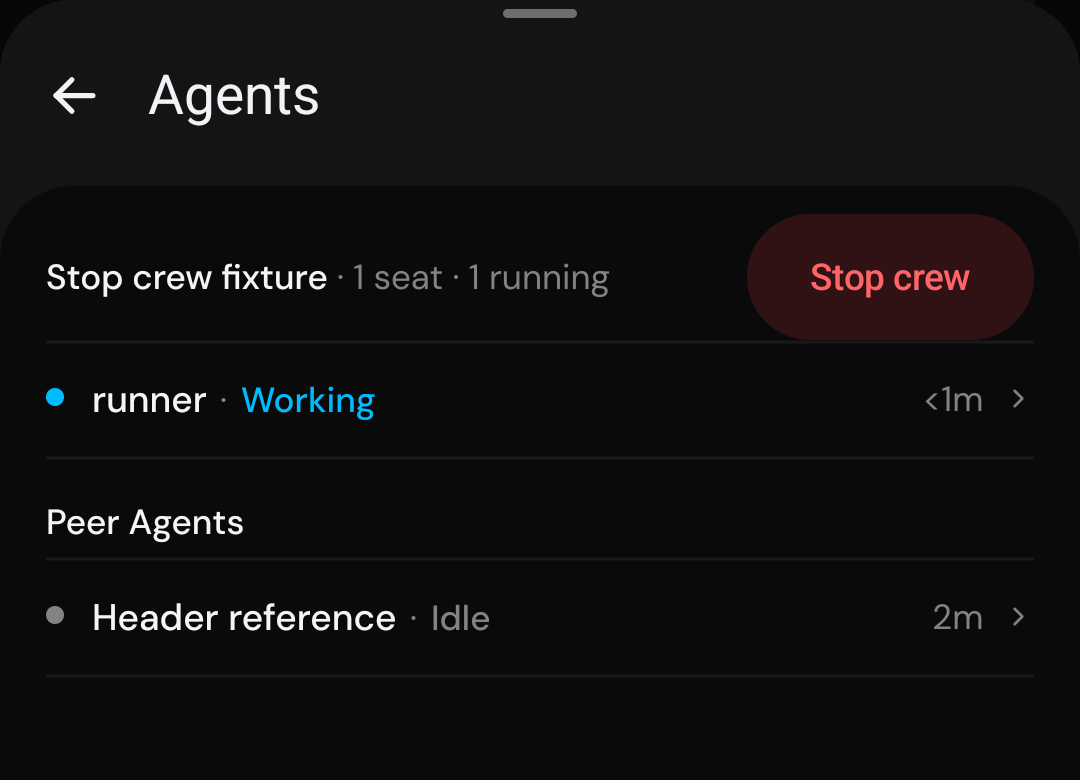 Agents
Stop crew fixture · 1 seat · 1 running
Stop crew
runner · Working
<1m
Peer Agents
Header reference · Idle
2m